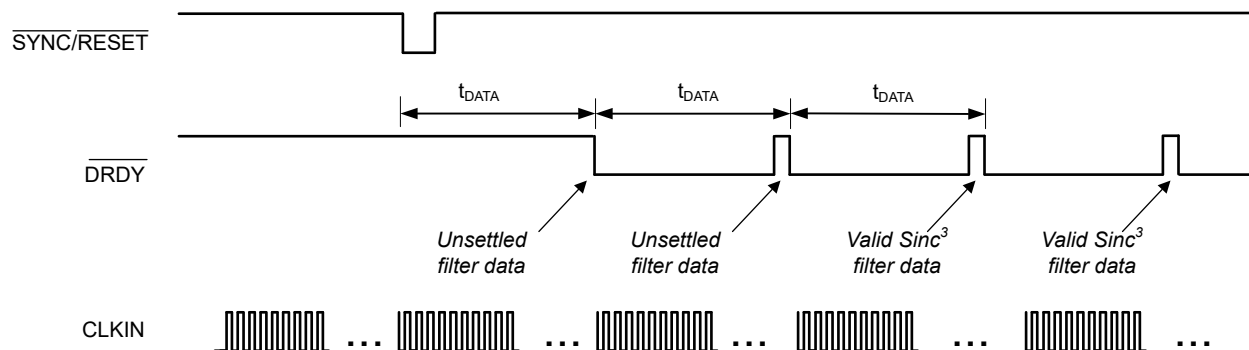 SYNC/RESET
tDATA tDATA tDATA
DRDY
Unsettled
filter data
Unsettled
filter data
Valid Sinc³
filter data
Valid Sinc³
filter data
CLKIN
... ... ... ... ...